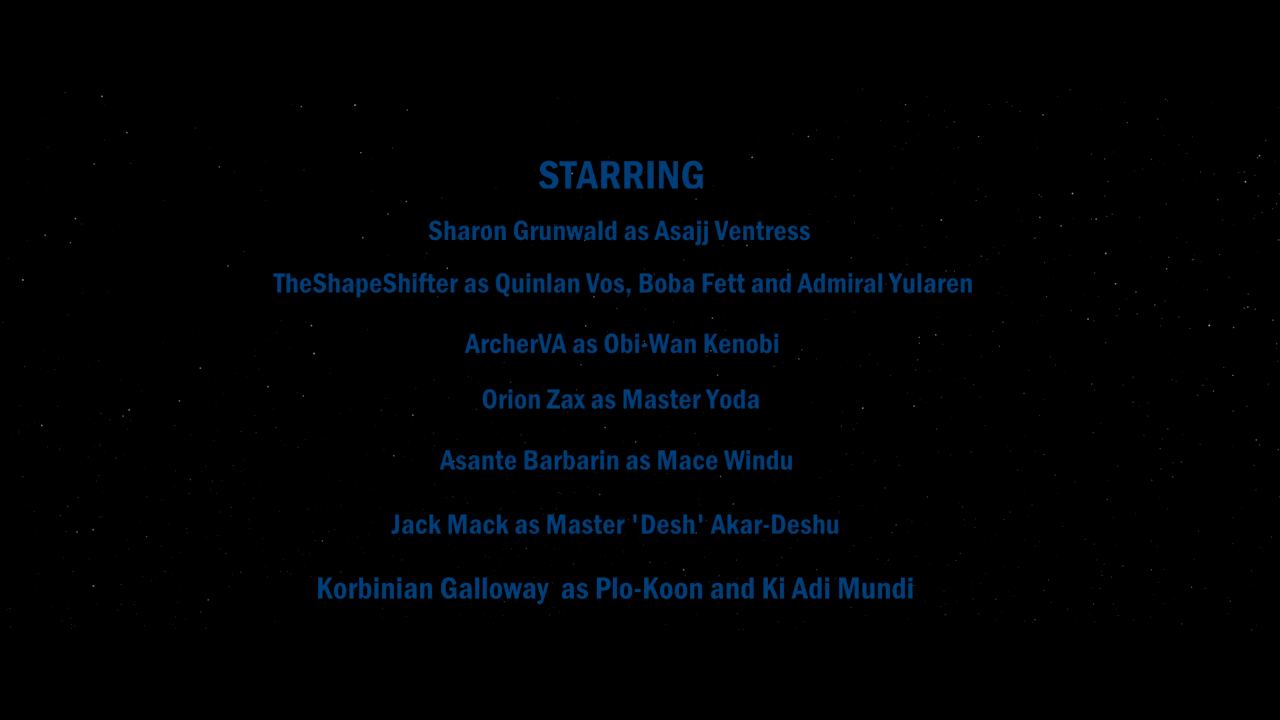 STARRING
Sharon Grunwald as Asajj Ventress
TheShapeShifter as Quinlan Vos, Boba Fett and Admiral Yularen
ArcherVA as Obi-Wan Kenobi
Orion Zax as Master Yoda
Asante Barbarin as Mace Windu
Jack Mack as Master 'Desh' Akar-Deshu
Korbinian Galloway  as Plo-Koon and Ki Adi Mundi